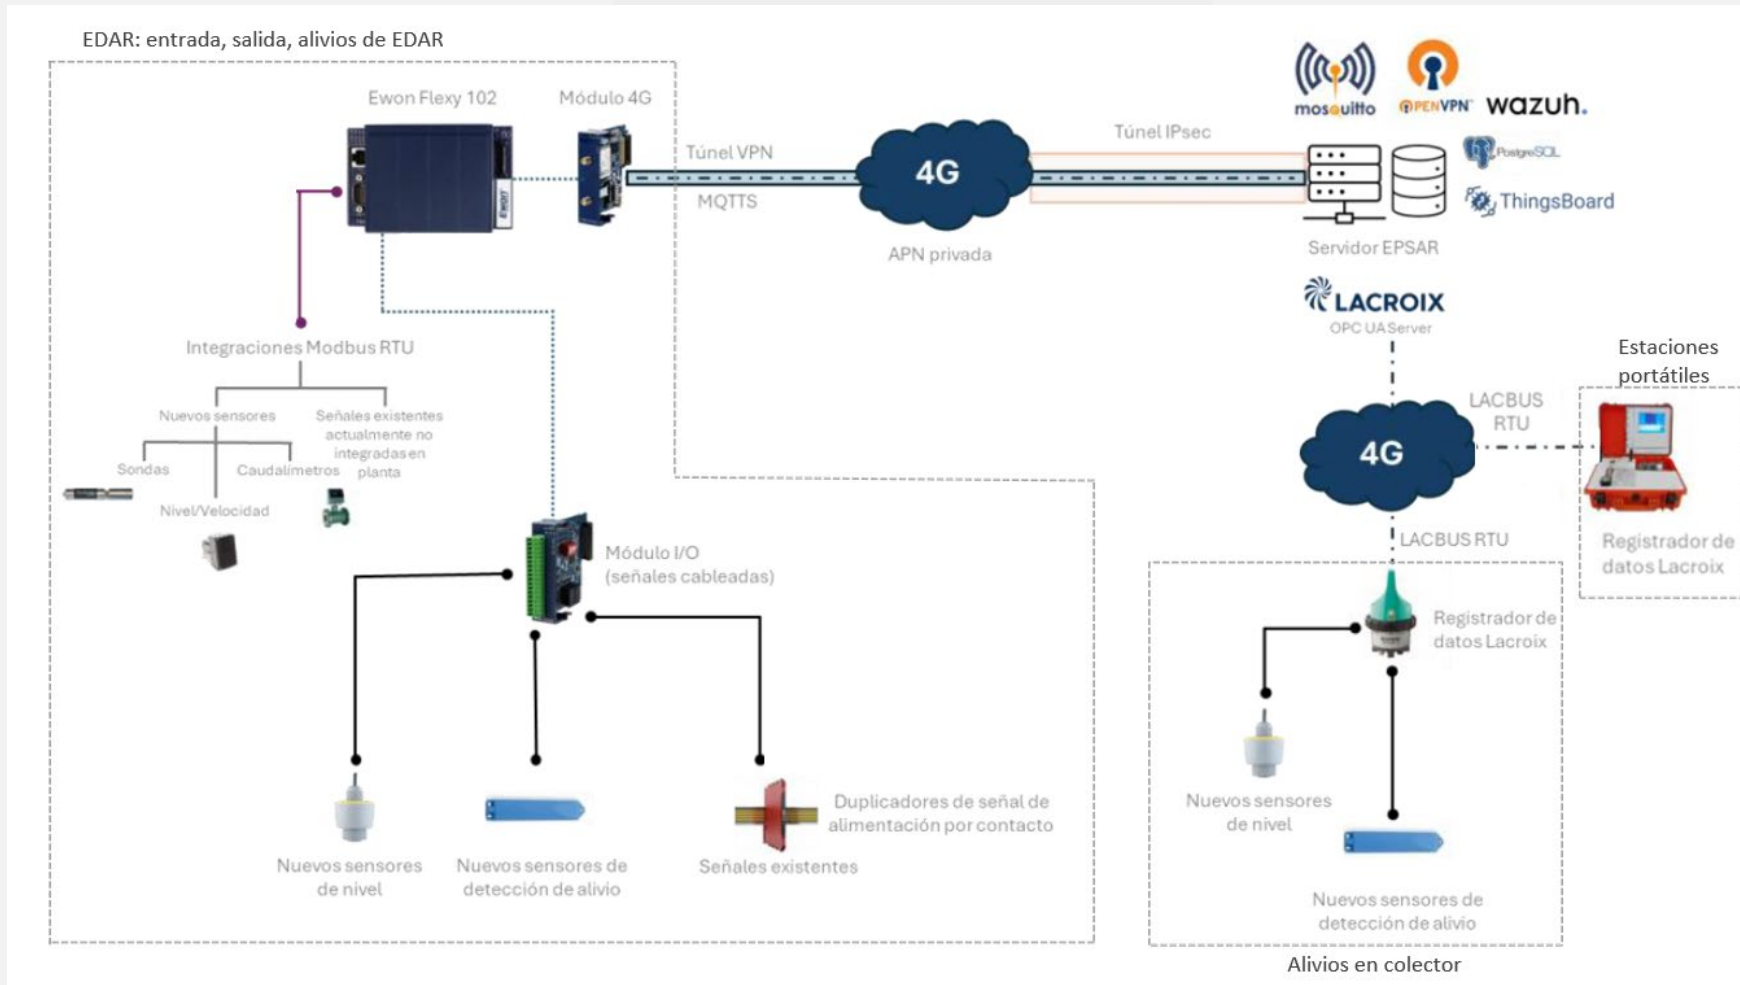 EDAR: entrada, salida, alivios de EDAR
Ewon Flexy 102
Módulo 4G
Ewon
Túnel VPN
MQTTS
4G
APN privada
Túnel IPsec
mosquitto
OPENVPN
wazuh.
PostgreSQL
ThingsBoard
Servidor EPSAR
LACROIX
OPC UA Server
Integraciones Modbus RTU
Nuevos sensores
Señales existentes
actualmente no
integradas en
planta
Sondas
Caudalímetros
Nivel/Velocidad
Módulo I/O
(señales cableadas)
Nuevos sensores
de nivel
Nuevos sensores de
detección de alivio
Duplicadores de señal de
alimentación por contacto
Señales existentes
Estaciones
portátiles
LACBUS
RTU
4G
Registrador de
datos Lacroix
LACBUS RTU
Registrador de
datos Lacroix
Nuevos sensores
de nivel
Nuevos sensores de
detección de alivio
Alivios en colector